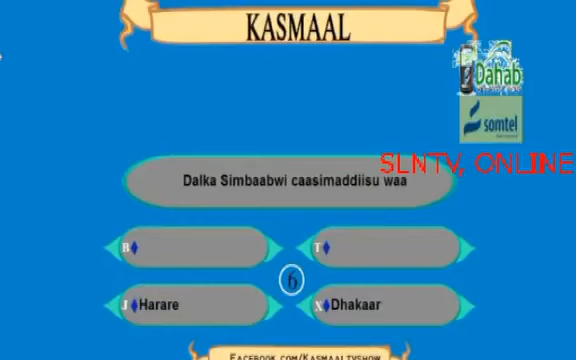 KASMAAL
Dahab
somtel
SLNTV, ONLINE
Dalka Simbaabwi caasimaddiisu waa
B
T
6
J Harare
X Dhakaar
FACEBOOK.COM/KASMAALTVSHOW